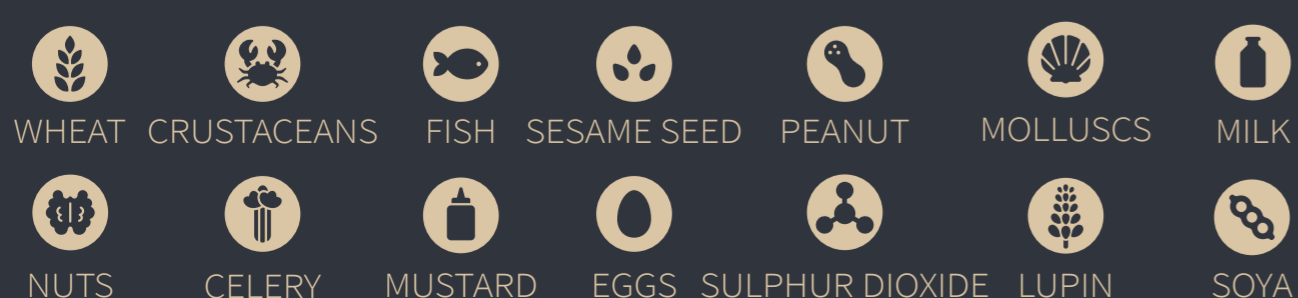 WHEAT CRUSTACEANS FISH SESAME SEED PEANUT MOLLUSCS MILK
NUTS CELERY MUSTARD EGGS SULPHUR DIOXIDE LUPIN SOYA